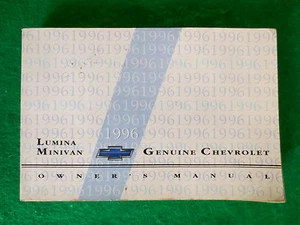 1996
LUMINA
MINIVAN
GENUINE CHEVROLET
OWNER'S MANUAL